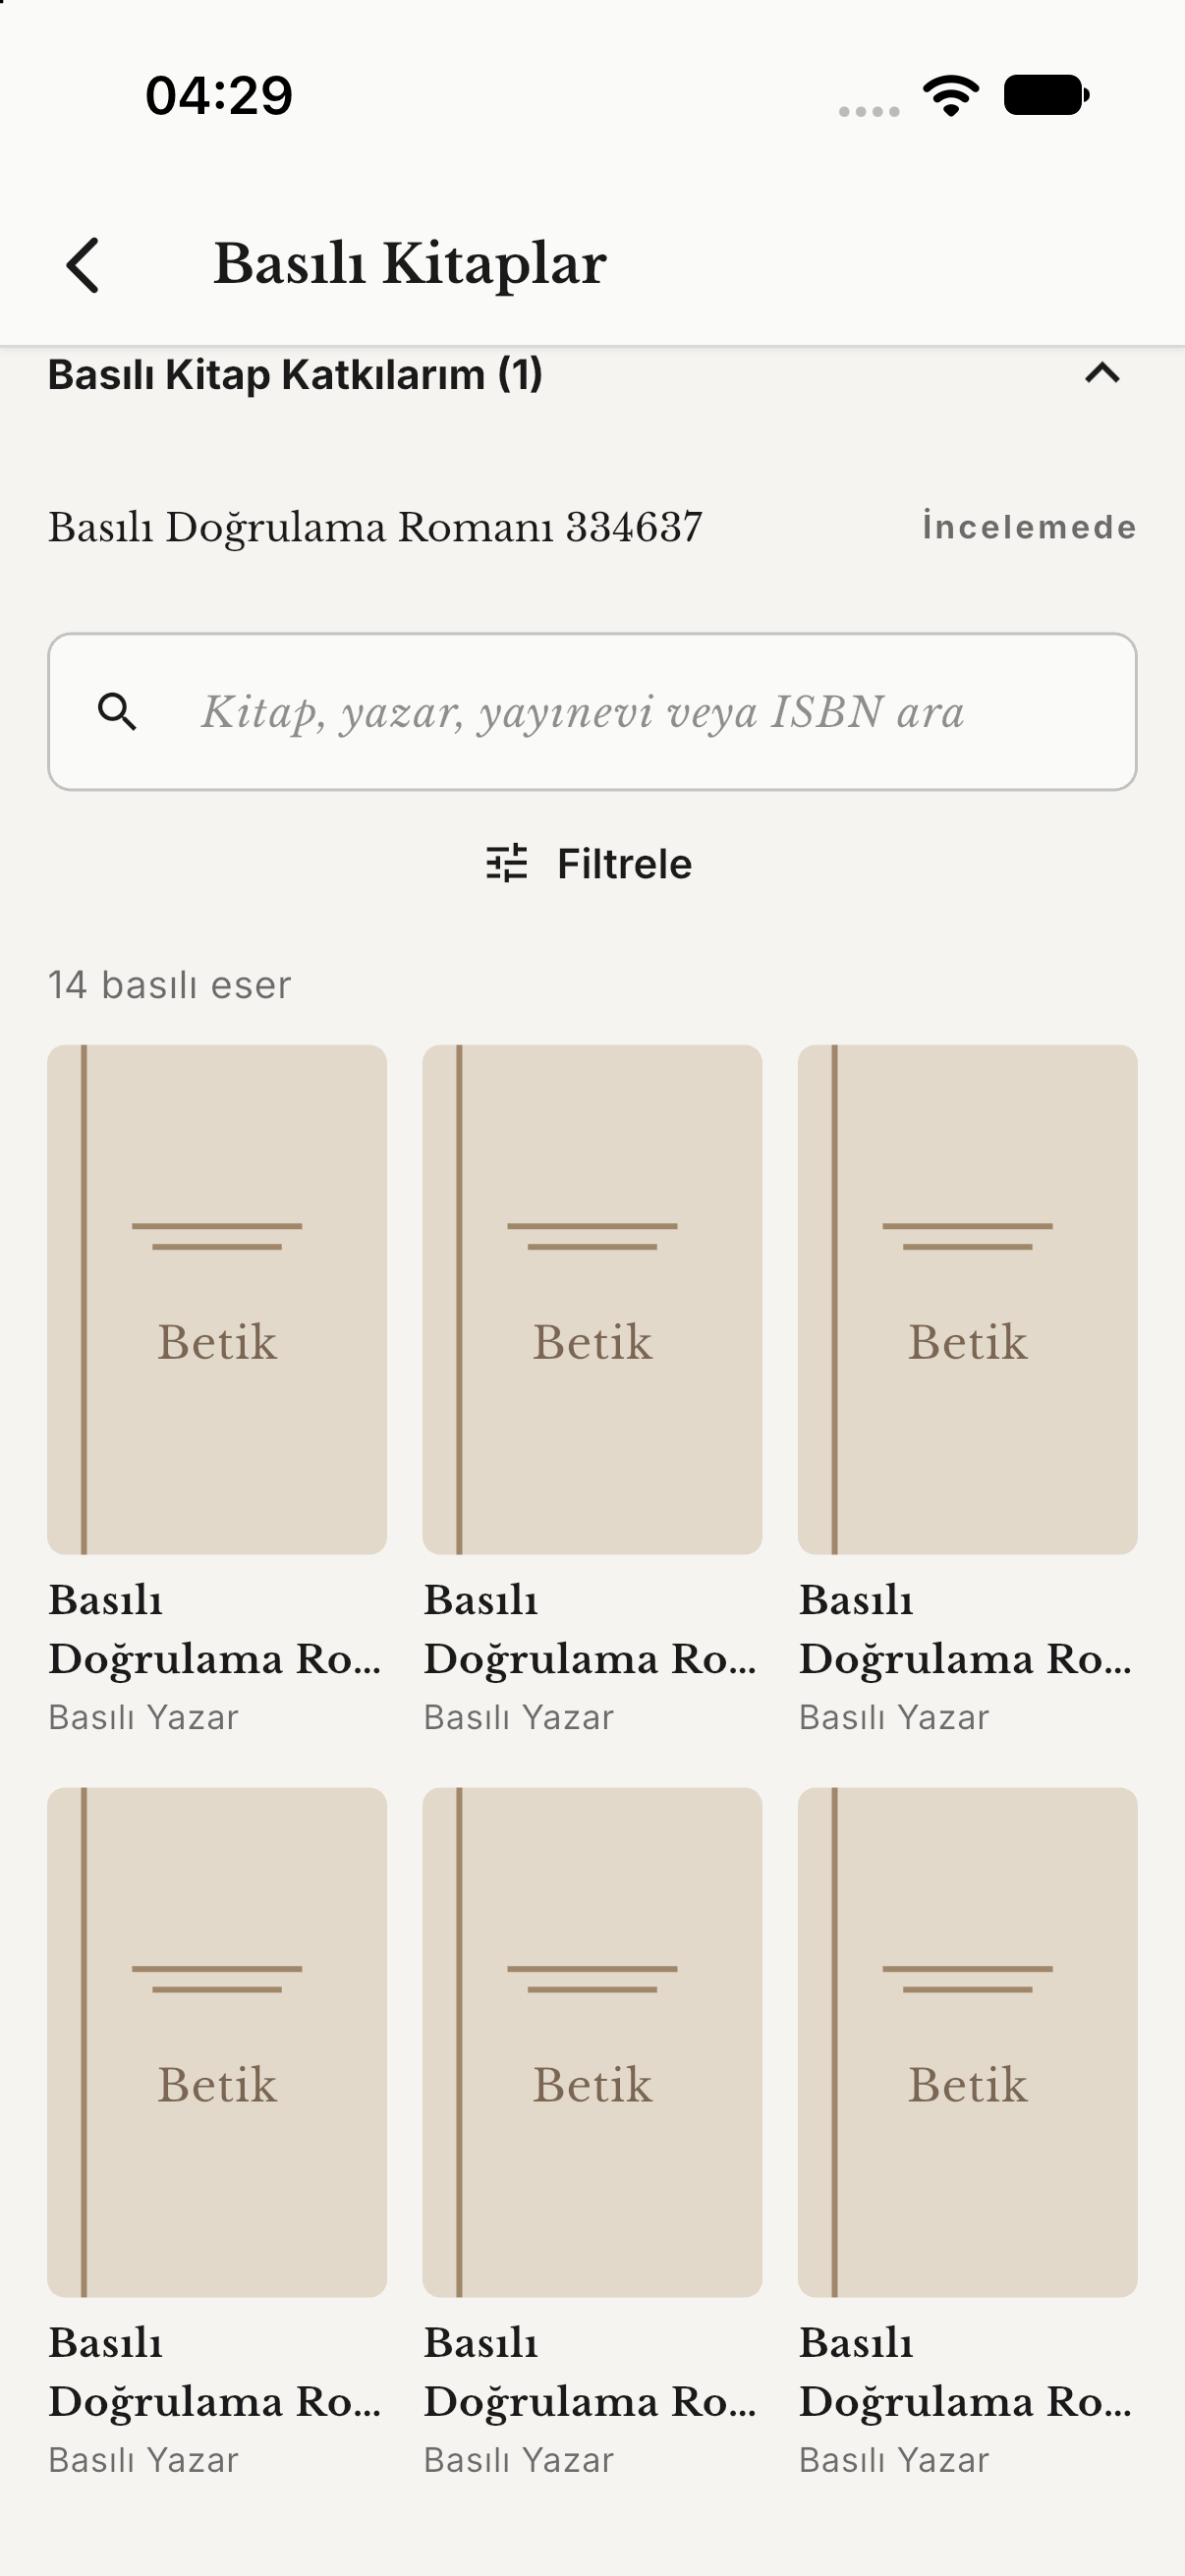 04:29
Basılı Kitaplar
Basılı Kitap Katkılarım (1)
Basılı Doğrulama Romanı 334637 İncelemede
Kitap, yazar, yayınevi veya ISBN ara
Filtrele
14 basılı eser
Betik Betik Betik
Basılı Basılı Basılı
Doğrulama Ro... Doğrulama Ro... Doğrulama Ro...
Basılı Yazar Basılı Yazar Basılı Yazar
Betik Betik Betik
Basılı Basılı Basılı
Doğrulama Ro... Doğrulama Ro... Doğrulama Ro...
Basılı Yazar Basılı Yazar Basılı Yazar